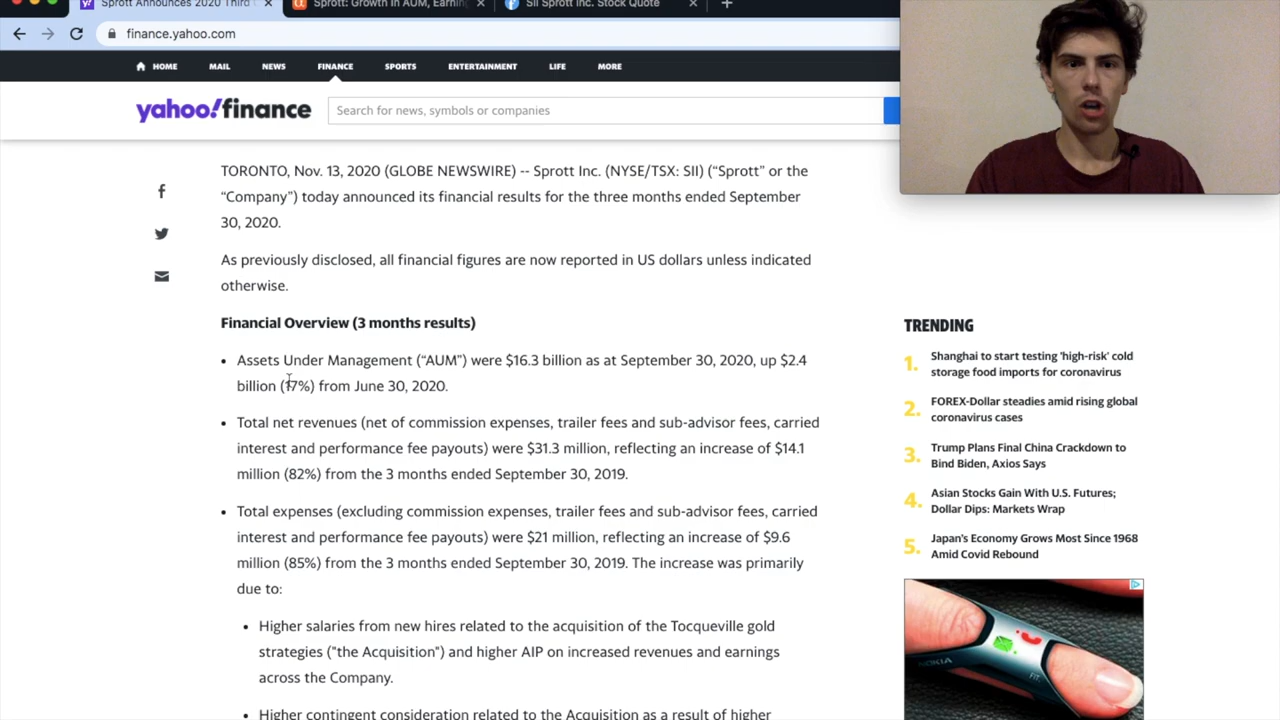 Sprott Announces 2020 Third
Sprott: Growth In AUM, Earnin
SII Sprott Inc. Stock Quote
finance.yahoo.com
HOME MAIL NEWS FINANCE SPORTS ENTERTAINMENT LIFE MORE
yahoo!finance
Search for news, symbols or companies
TORONTO, Nov. 13, 2020 (GLOBE NEWSWIRE) -- Sprott Inc. (NYSE/TSX: SII) (“Sprott” or the
“Company”) today announced its financial results for the three months ended September
30, 2020.
As previously disclosed, all financial figures are now reported in US dollars unless indicated
otherwise.
Financial Overview (3 months results)
• Assets Under Management (“AUM”) were $16.3 billion as at September 30, 2020, up $2.4
billion (17%) from June 30, 2020.
• Total net revenues (net of commission expenses, trailer fees and sub-advisor fees, carried
interest and performance fee payouts) were $31.3 million, reflecting an increase of $14.1
million (82%) from the 3 months ended September 30, 2019.
• Total expenses (excluding commission expenses, trailer fees and sub-advisor fees, carried
interest and performance fee payouts) were $21 million, reflecting an increase of $9.6
million (85%) from the 3 months ended September 30, 2019. The increase was primarily
due to:
• Higher salaries from new hires related to the acquisition of the Tocqueville gold
strategies ("the Acquisition") and higher AIP on increased revenues and earnings
across the Company.
• Higher contingent consideration related to the Acquisition as a result of higher
TRENDING
1. Shanghai to start testing 'high-risk' cold
storage food imports for coronavirus
2. FOREX-Dollar steadies amid rising global
coronavirus cases
3. Trump Plans Final China Crackdown to
Bind Biden, Axios Says
4. Asian Stocks Gain With U.S. Futures;
Dollar Dips: Markets Wrap
5. Japan's Economy Grows Most Since 1968
Amid Covid Rebound
NOKIA
FIT.